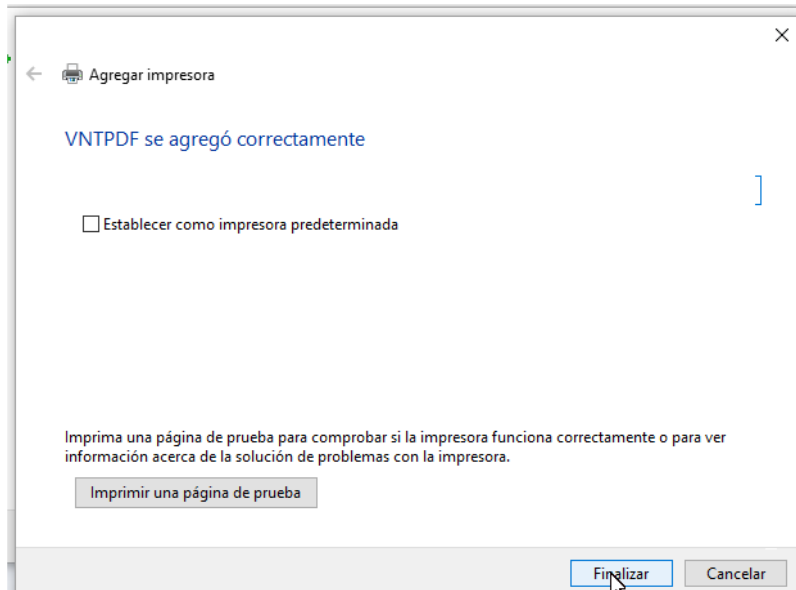 Agregar impresora
VNTPDF se agregó correctamente
Establecer como impresora predeterminada
Imprima una página de prueba para comprobar si la impresora funciona correctamente o para ver
información acerca de la solución de problemas con la impresora.
Imprimir una página de prueba
Finalizar Cancelar